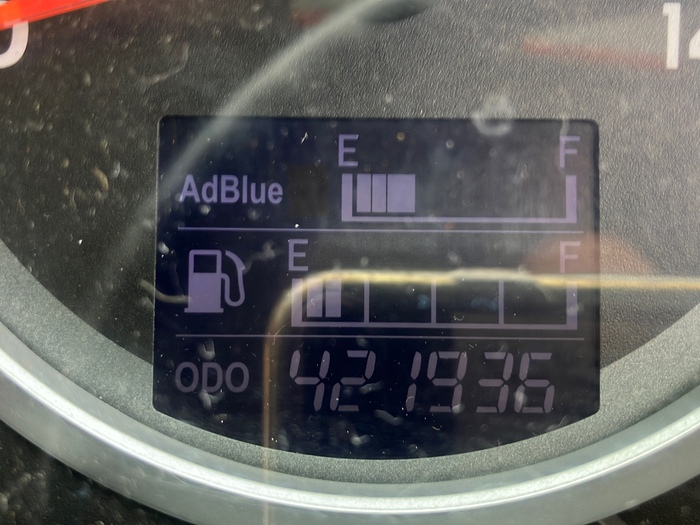 E F
AdBlue
E F
ODO 421936